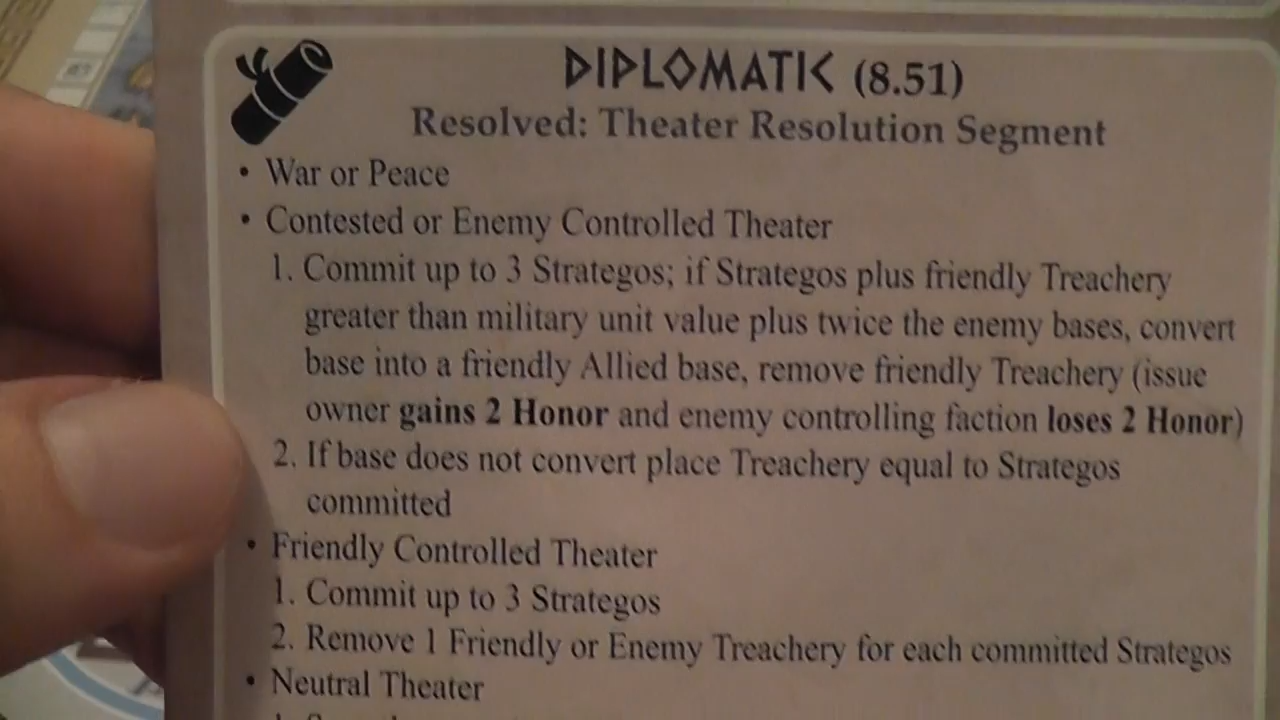 DIPLOMATIC (8.51)
Resolved: Theater Resolution Segment
• War or Peace
• Contested or Enemy Controlled Theater
1. Commit up to 3 Strategos; if Strategos plus friendly Treachery
greater than military unit value plus twice the enemy bases, convert
base into a friendly Allied base, remove friendly Treachery (issue
owner gains 2 Honor and enemy controlling faction loses 2 Honor)
2. If base does not convert place Treachery equal to Strategos
committed
• Friendly Controlled Theater
1. Commit up to 3 Strategos
2. Remove 1 Friendly or Enemy Treachery for each committed Strategos
• Neutral Theater